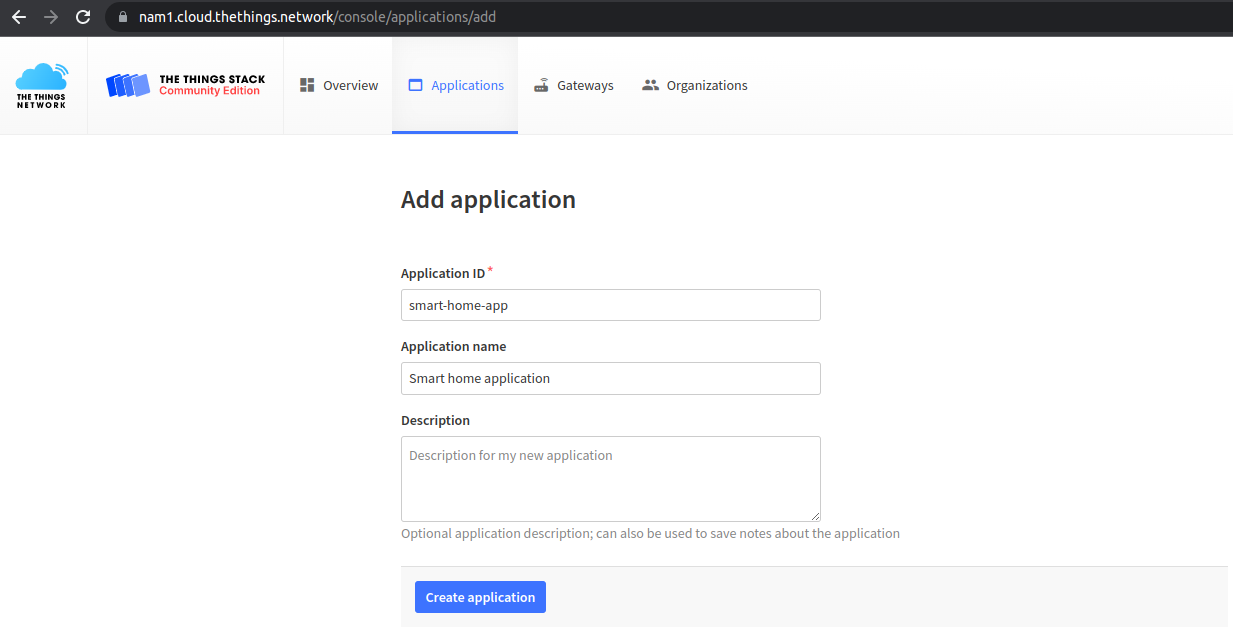 nam1.cloud.thethings.network/console/applications/add
THE THINGS
NETWORK
THE THINGS STACK
Community Edition
Overview
Applications
Gateways
Organizations
Add application
Application ID*
smart-home-app
Application name
Smart home application
Description
Description for my new application
Optional application description; can also be used to save notes about the application
Create application